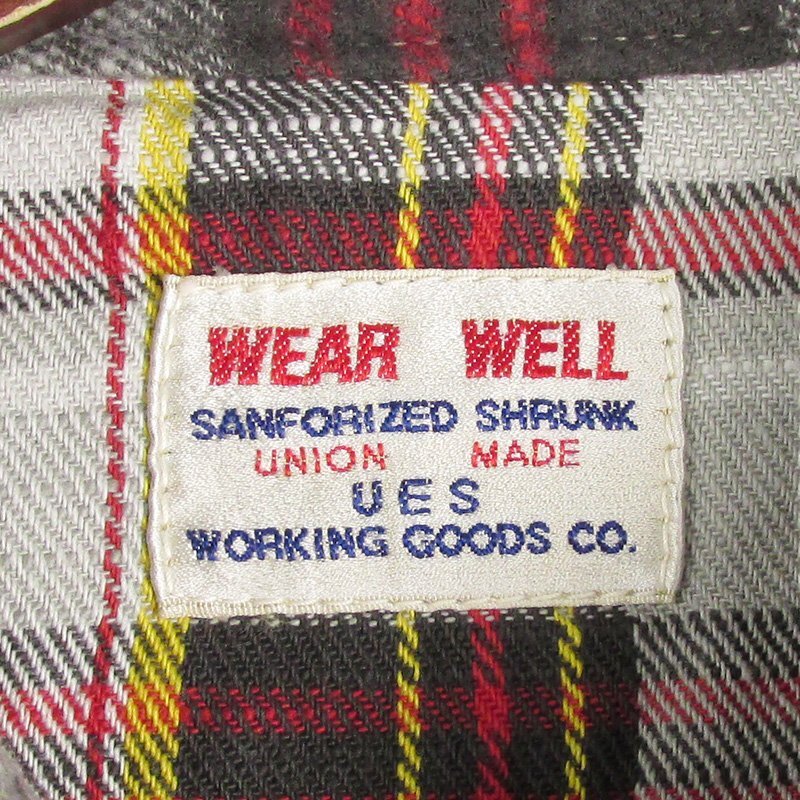 WEAR WELL
SANFORIZED SHRUNK
UNION MADE
UES
WORKING GOODS CO.